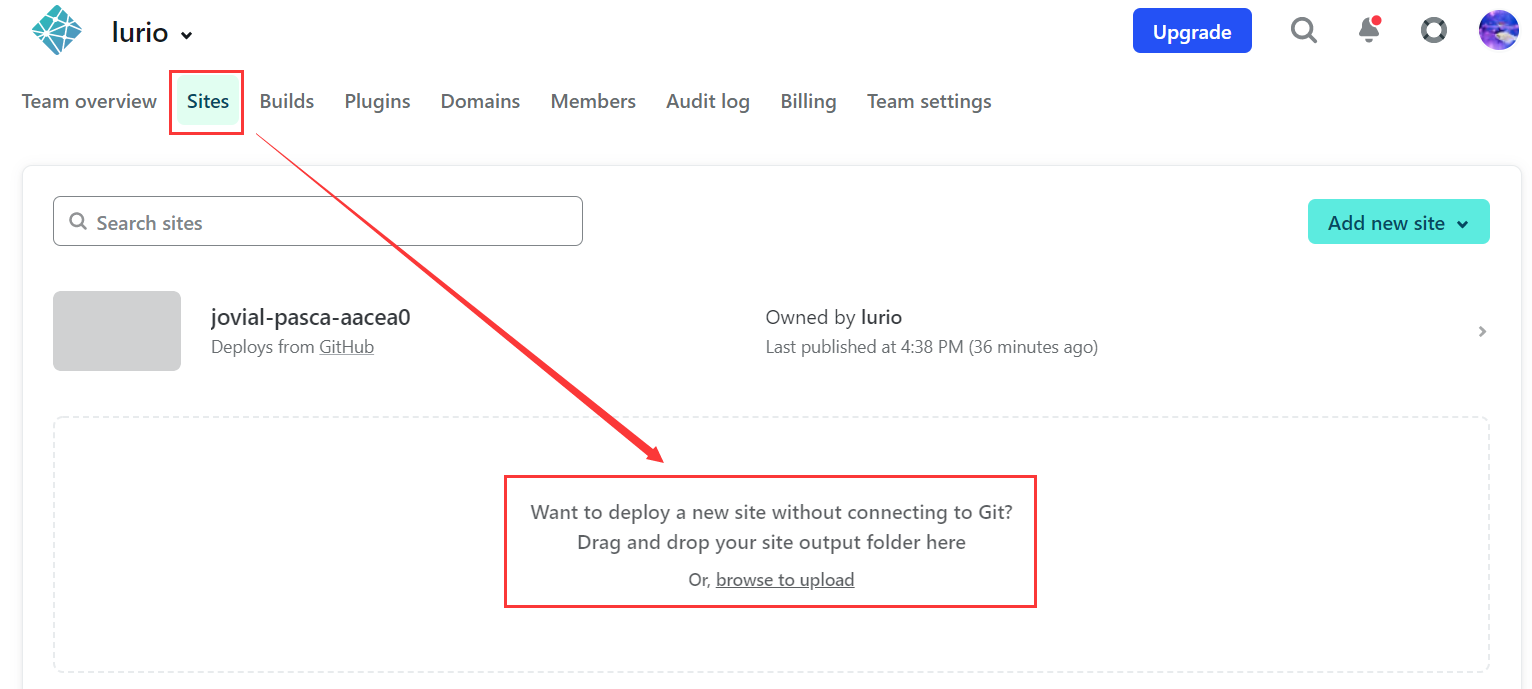 lurio
Upgrade
Team overview
Sites
Builds
Plugins
Domains
Members
Audit log
Billing
Team settings
Search sites
Add new site
jovial-pasca-aacea0
Deploys from GitHub
Owned by lurio
Last published at 4:38 PM (36 minutes ago)
Want to deploy a new site without connecting to Git?
Drag and drop your site output folder here
Or, browse to upload